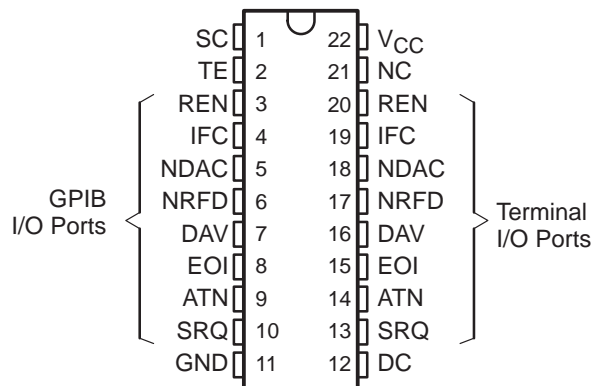 SC 1 22 VCC
TE 2 21 NC
REN 3 20 REN
IFC 4 19 IFC
NDAC 5 18 NDAC
NRFD 6 17 NRFD
DAV 7 16 DAV
EOI 8 15 EOI
ATN 9 14 ATN
SRQ 10 13 SRQ
GND 11 12 DC
GPIB
I/O Ports
Terminal
I/O Ports